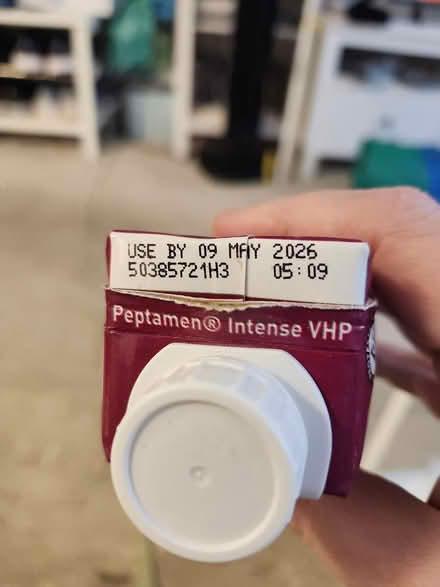 USE BY 09 MAY 2026
50385721H3 05:09
Peptamen® Intense VHP